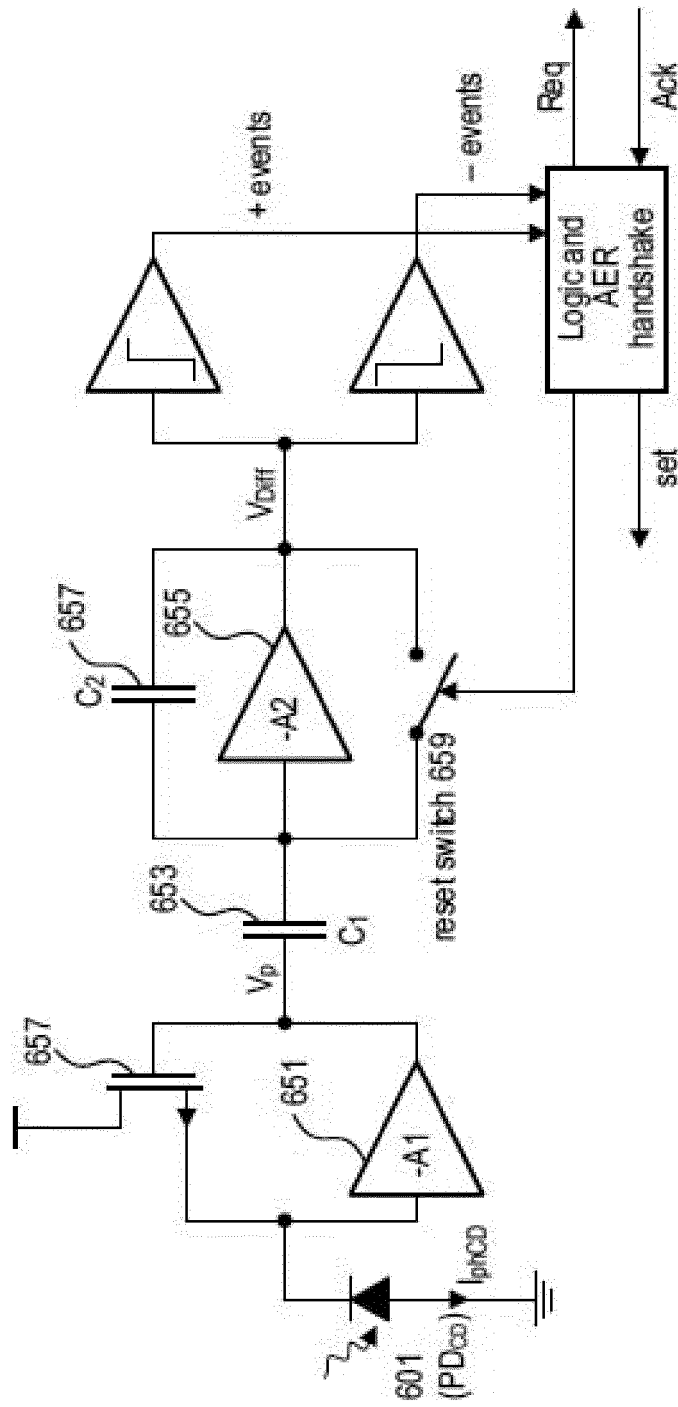 657
651
-A1
601
(PDCD)
IphCD
Vp
653
C1
C2
657
655
-A2
reset switch 659
VDiff
+ events
– events
Logic and
AER
handshake
Req
Ack
set